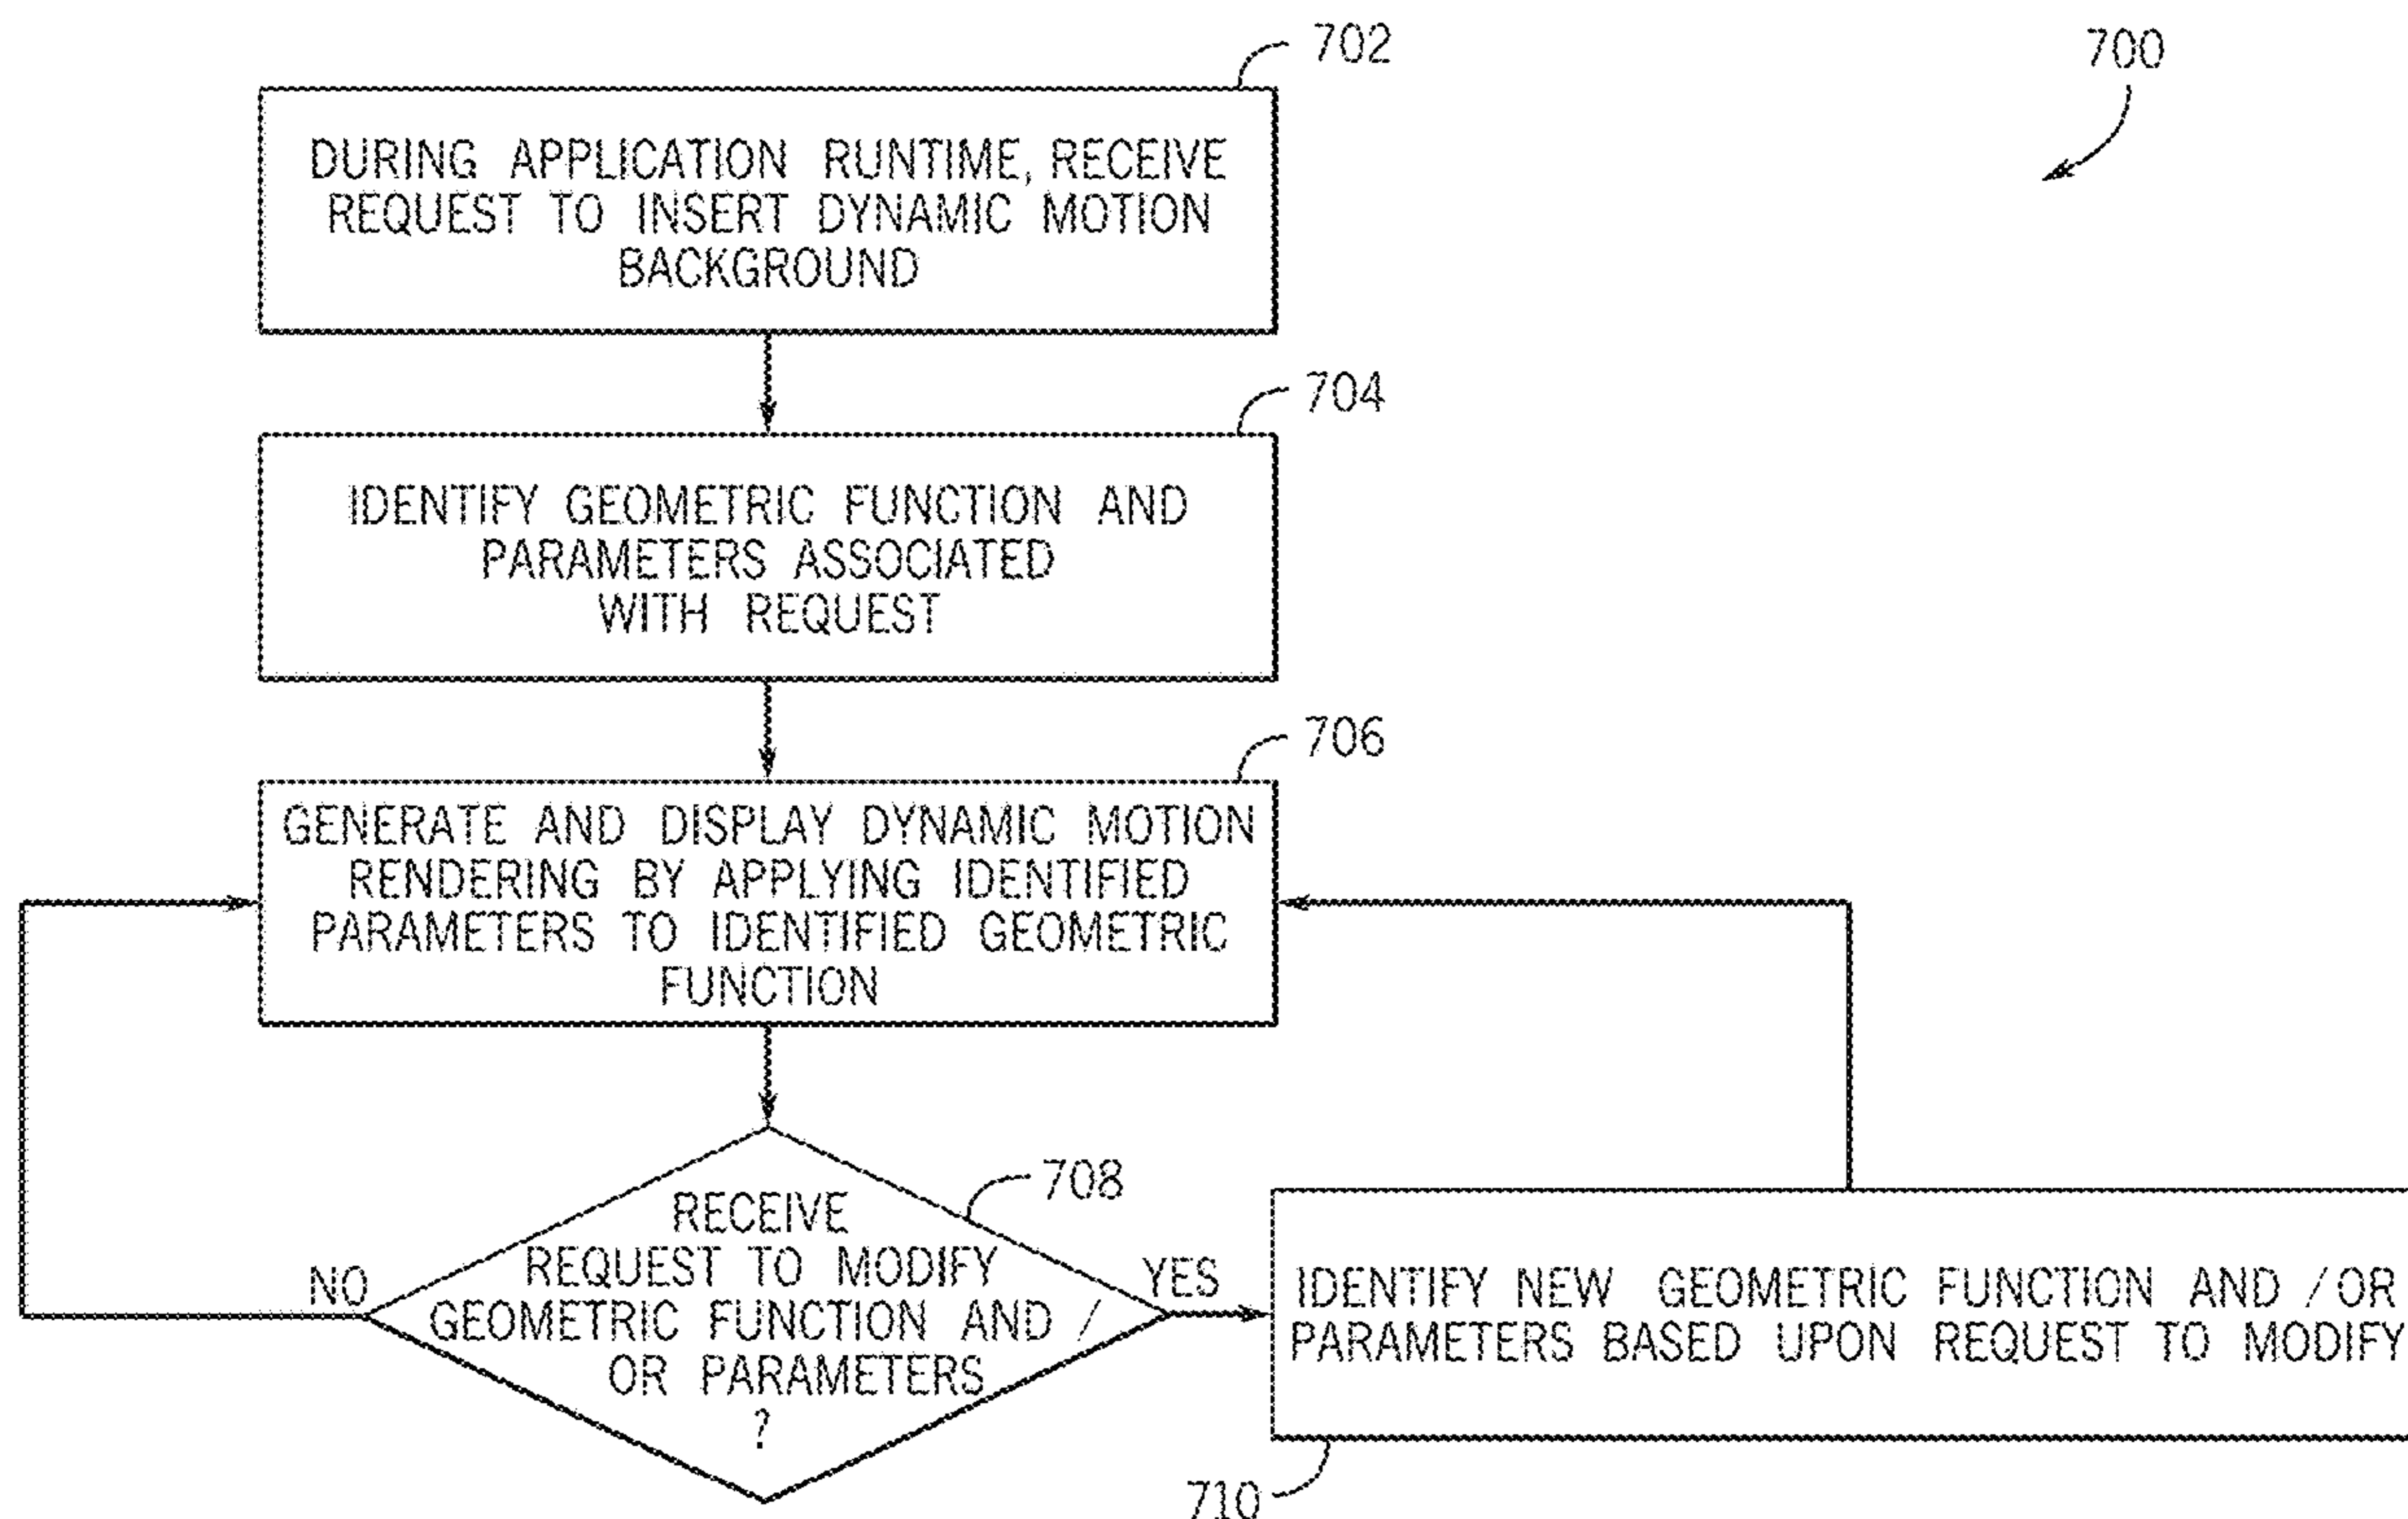 702
700
DURING APPLICATION RUNTIME, RECEIVE
REQUEST TO INSERT DYNAMIC MOTION
BACKGROUND
704
IDENTIFY GEOMETRIC FUNCTION AND
PARAMETERS ASSOCIATED
WITH REQUEST
706
GENERATE AND DISPLAY DYNAMIC MOTION
RENDERING BY APPLYING IDENTIFIED
PARAMETERS TO IDENTIFIED GEOMETRIC
FUNCTION
708
RECEIVE
REQUEST TO MODIFY
GEOMETRIC FUNCTION AND /
OR PARAMETERS
?
NO
YES
IDENTIFY NEW GEOMETRIC FUNCTION AND /OR
PARAMETERS BASED UPON REQUEST TO MODIFY
710